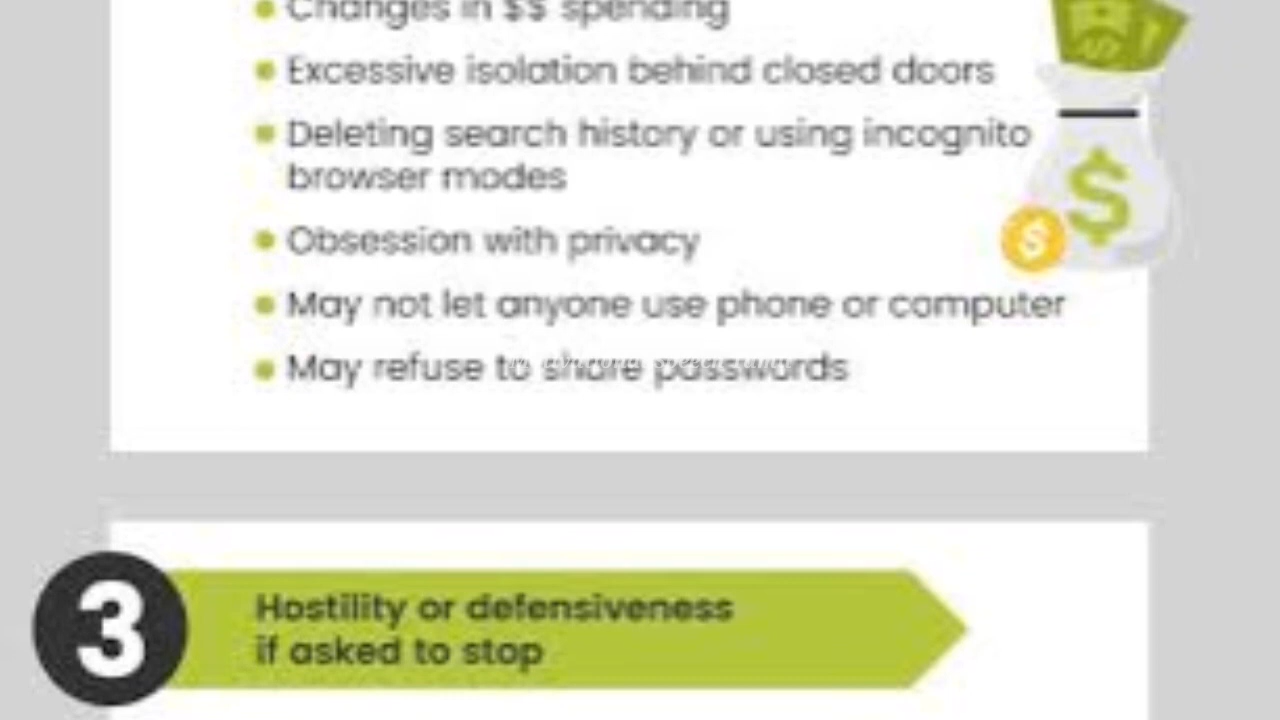 Changes in $$ spending
Excessive isolation behind closed doors
Deleting search history or using incognito
browser modes
Obsession with privacy
May not let anyone use phone or computer
May refuse to share passwords
3
Hostility or defensiveness
if asked to stop
$
$